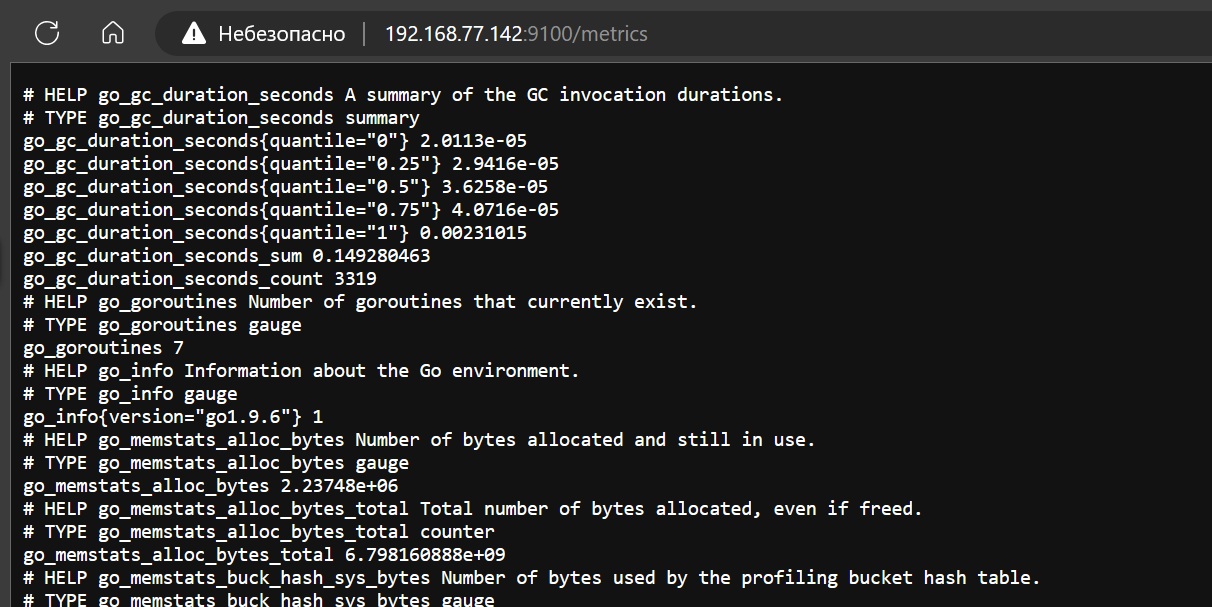 Небезопасно 192.168.77.142:9100/metrics
# HELP go_gc_duration_seconds A summary of the GC invocation durations.
# TYPE go_gc_duration_seconds summary
go_gc_duration_seconds{quantile="0"} 2.0113e-05
go_gc_duration_seconds{quantile="0.25"} 2.9416e-05
go_gc_duration_seconds{quantile="0.5"} 3.6258e-05
go_gc_duration_seconds{quantile="0.75"} 4.0716e-05
go_gc_duration_seconds{quantile="1"} 0.00231015
go_gc_duration_seconds_sum 0.149280463
go_gc_duration_seconds_count 3319
# HELP go_goroutines Number of goroutines that currently exist.
# TYPE go_goroutines gauge
go_goroutines 7
# HELP go_info Information about the Go environment.
# TYPE go_info gauge
go_info{version="go1.9.6"} 1
# HELP go_memstats_alloc_bytes Number of bytes allocated and still in use.
# TYPE go_memstats_alloc_bytes gauge
go_memstats_alloc_bytes 2.23748e+06
# HELP go_memstats_alloc_bytes_total Total number of bytes allocated, even if freed.
# TYPE go_memstats_alloc_bytes_total counter
go_memstats_alloc_bytes_total 6.798160888e+09
# HELP go_memstats_buck_hash_sys_bytes Number of bytes used by the profiling bucket hash table.
# TYPE go_memstats_buck_hash_sys_bytes gauge